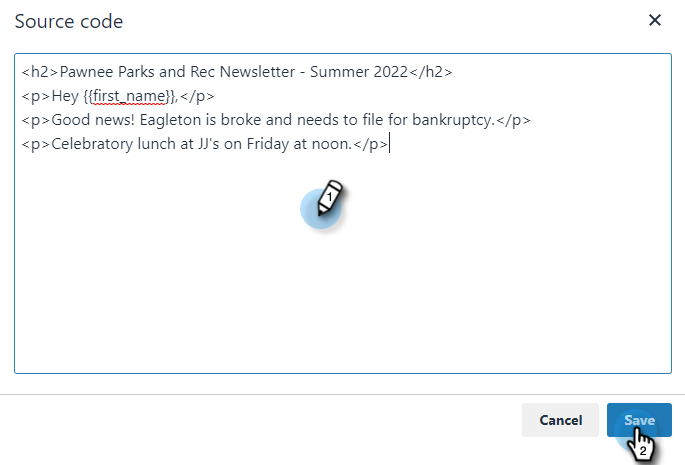 Source code
<h2>Pawnee Parks and Rec Newsletter - Summer 2022</h2>
<p>Hey {{first_name}},</p>
<p>Good news! Eagleton is broke and needs to file for bankruptcy.</p>
<p>Celebratory lunch at JJ's on Friday at noon.</p>
1
Cancel Save
2